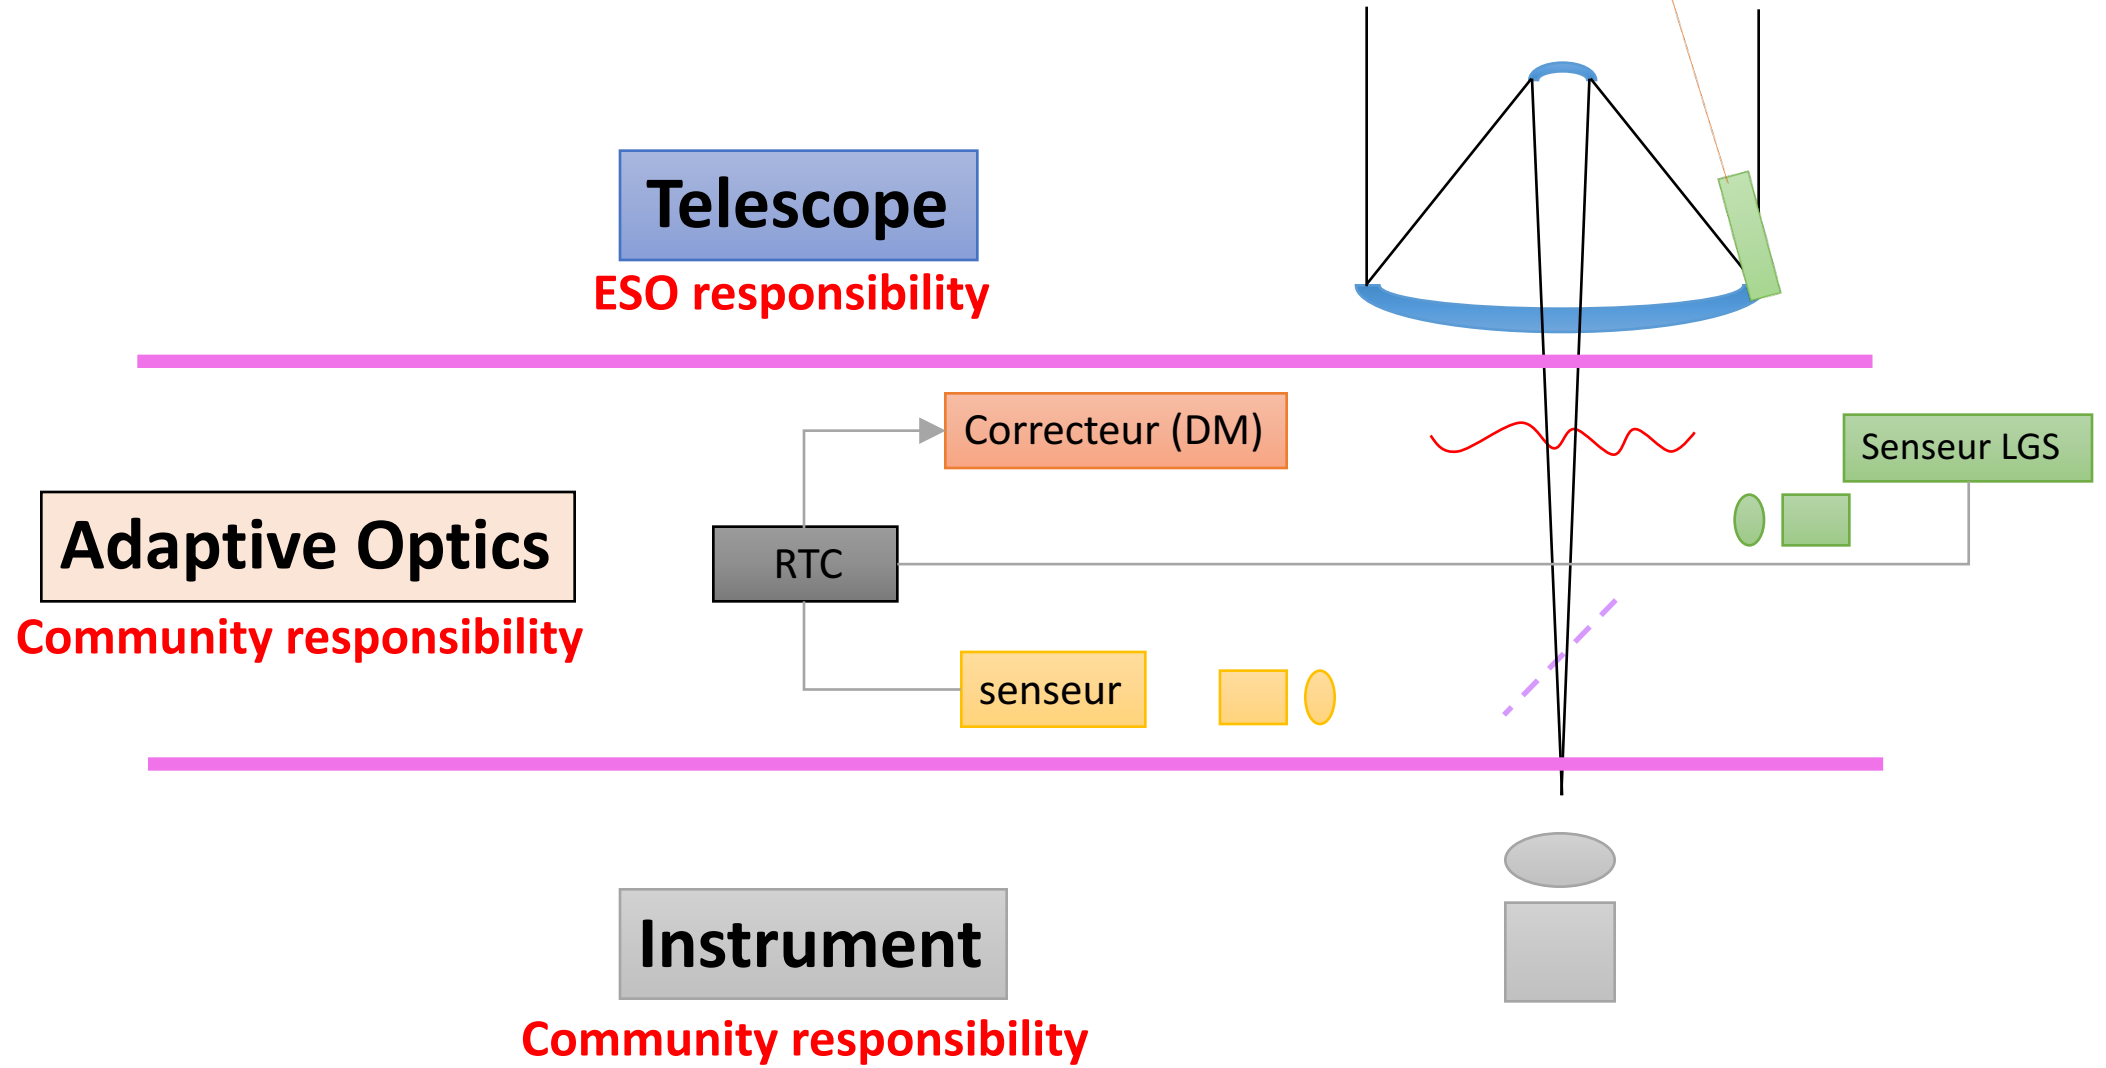 Telescope
ESO responsibility
Correcteur (DM)
Senseur LGS
Adaptive Optics
RTC
Community responsibility
senseur
Instrument
Community responsibility